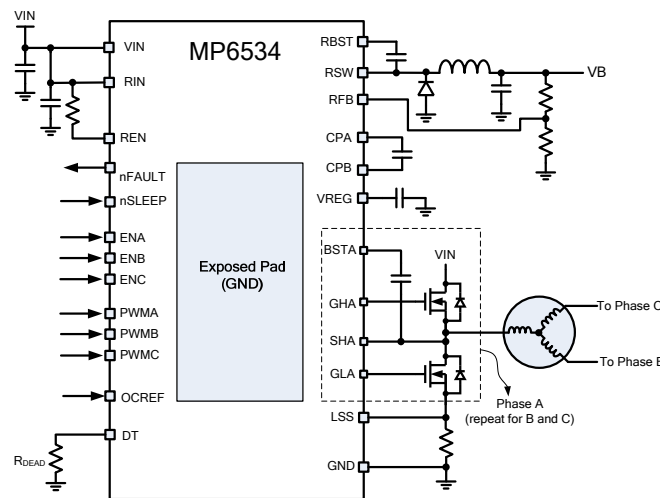 VIN
MP6534
VIN
RIN
REN
nFAULT
nSLEEP
ENA
ENB
ENC
PWMA
PWMB
PWMC
OCREF
DT
RDEAD
Exposed Pad
(GND)
RBST
RSW
RFB
CPA
CPB
VREG
BSTA
GHA
SHA
GLA
LSS
GND
VB
VIN
To Phase C
To Phase B
Phase A
(repeat for B and C)